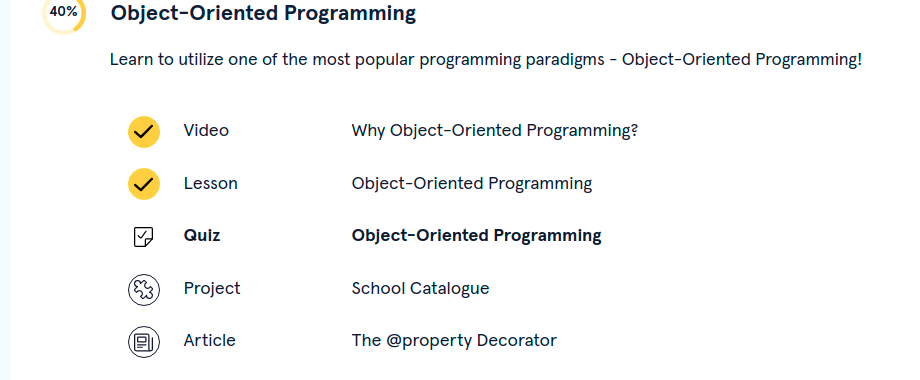 40% Object-Oriented Programming
Learn to utilize one of the most popular programming paradigms - Object-Oriented Programming!
Video Why Object-Oriented Programming?
Lesson Object-Oriented Programming
Quiz Object-Oriented Programming
Project School Catalogue
Article The @property Decorator